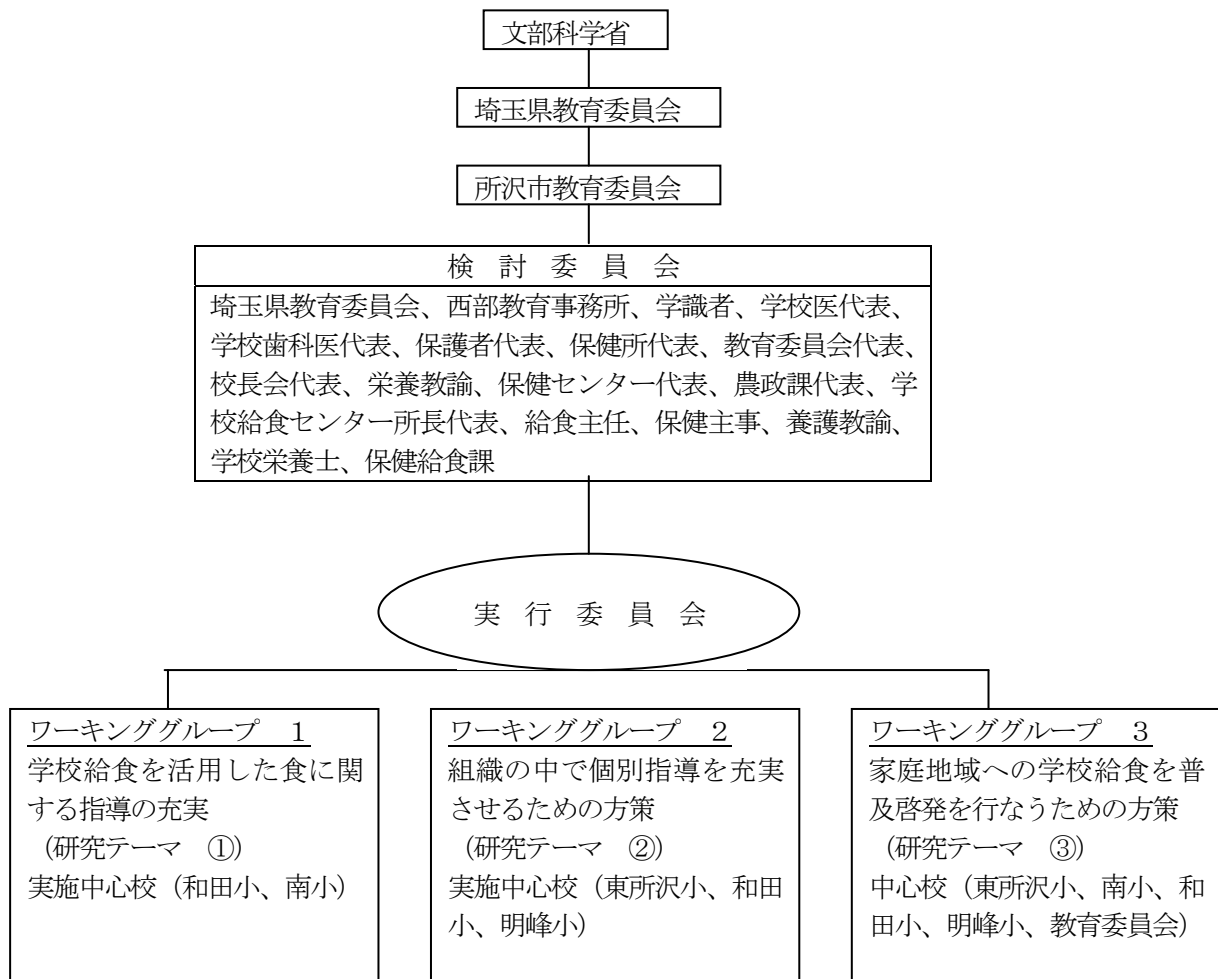 文部科学省
埼玉県教育委員会
所沢市教育委員会
検　討　委　員　会
埼玉県教育委員会、西部教育事務所、学識者、学校医代表、
学校歯科医代表、保護者代表、保健所代表、教育委員会代表、
校長会代表、栄養教諭、保健センター代表、農政課代表、学
校給食センター所長代表、給食主任、保健主事、養護教諭、
学校栄養士、保健給食課
実　行　委　員　会
ワーキンググループ　１
学校給食を活用した食に関
する指導の充実
（研究テーマ　①）
実施中心校（和田小、南小）
ワーキンググループ　２
組織の中で個別指導を充実
させるための方策
（研究テーマ　②）
実施中心校（東所沢小、和田
小、明峰小）
ワーキンググループ　３
家庭地域への学校給食を普
及啓発を行なうための方策
（研究テーマ　③）
中心校（東所沢小、南小、和
田小、明峰小、教育委員会）